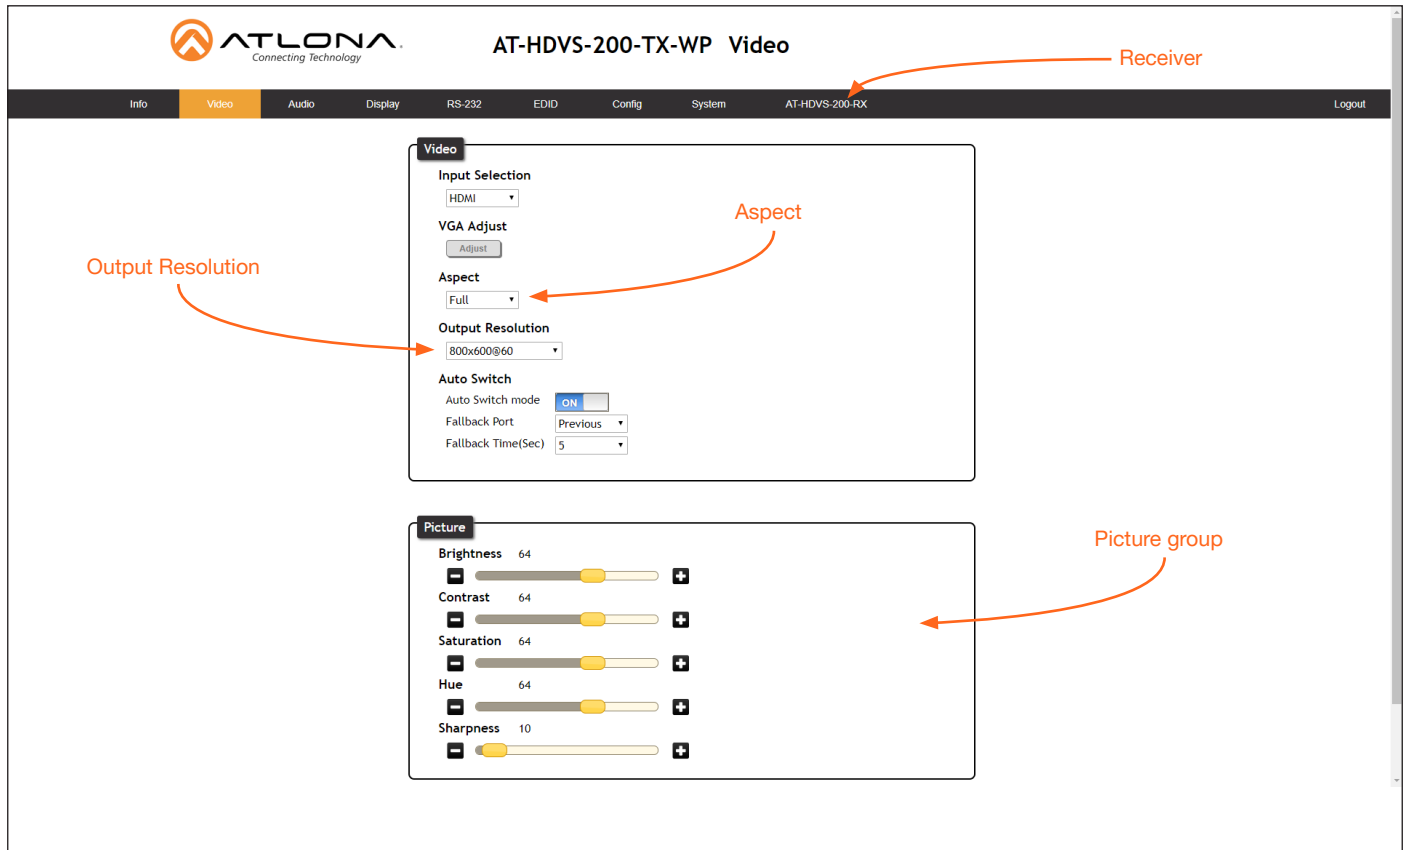 ATLONA.
Connecting Technology
AT-HDVS-200-TX-WP Video
Receiver
Info Video Audio Display RS-232 EDID Config System AT-HDVS-200-RX Logout
Video
Input Selection
HDMI
VGA Adjust
Adjust
Aspect
Aspect
Full
Output Resolution
Output Resolution
800x600@60
Auto Switch
Auto Switch mode ON
Fallback Port Previous
Fallback Time(Sec) 5
Picture
Picture group
Brightness 64
Contrast 64
Saturation 64
Hue 64
Sharpness 10